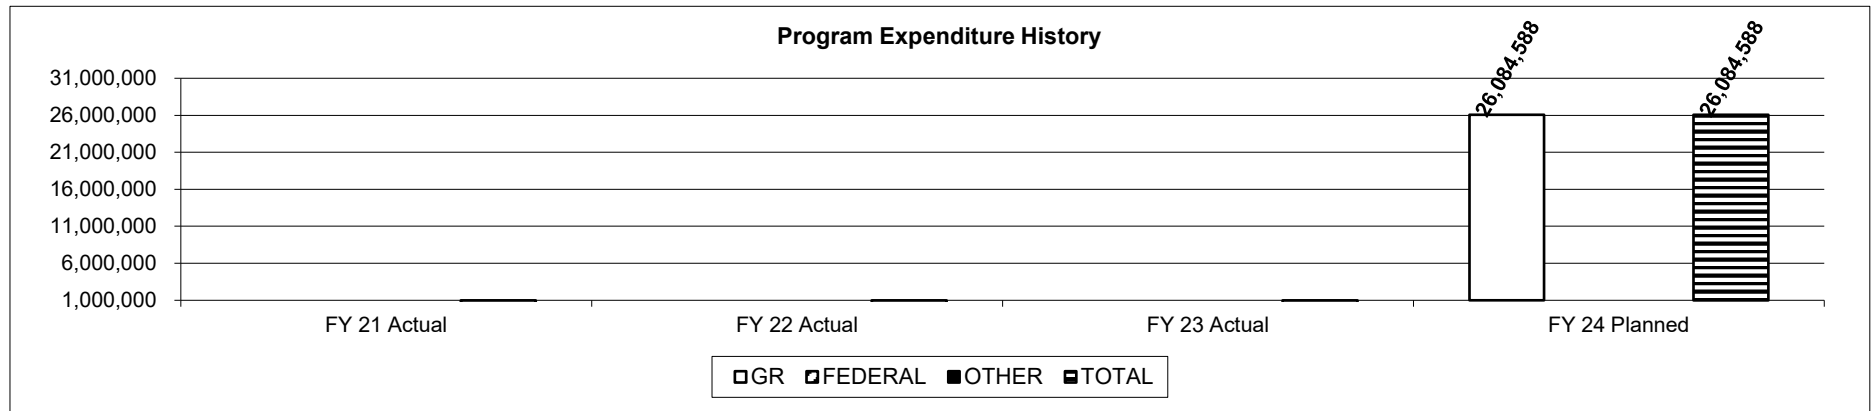 Program Expenditure History
26,084,588
26,084,588
31,000,000
26,000,000
21,000,000
16,000,000
11,000,000
6,000,000
1,000,000
FY 21 Actual
FY 22 Actual
FY 23 Actual
FY 24 Planned
GR FEDERAL OTHER TOTAL